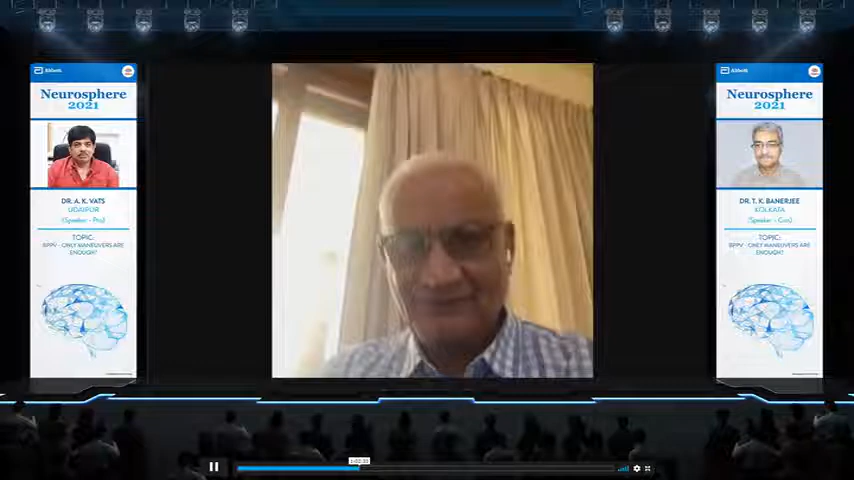 Abbott
Neurosphere
2021
DR. A. K. VATS
UDAIPUR
(Speaker - Pro)
TOPIC:
BPPV - ONLY MANEUVERS ARE
ENOUGH?
Abbott
Neurosphere
2021
DR. T. K. BANERJEE
KOLKATA
(Speaker - Con)
TOPIC:
BPPV - ONLY MANEUVERS ARE
ENOUGH?